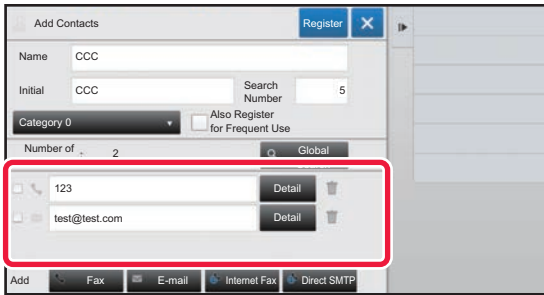 Add Contacts Register
Name CCC
Initial CCC Search Number 5
Category 0 Also Register for Frequent Use
Number of 2 Global
123 Detail
test@test.com Detail
Add Fax E-mail Internet Fax Direct SMTP